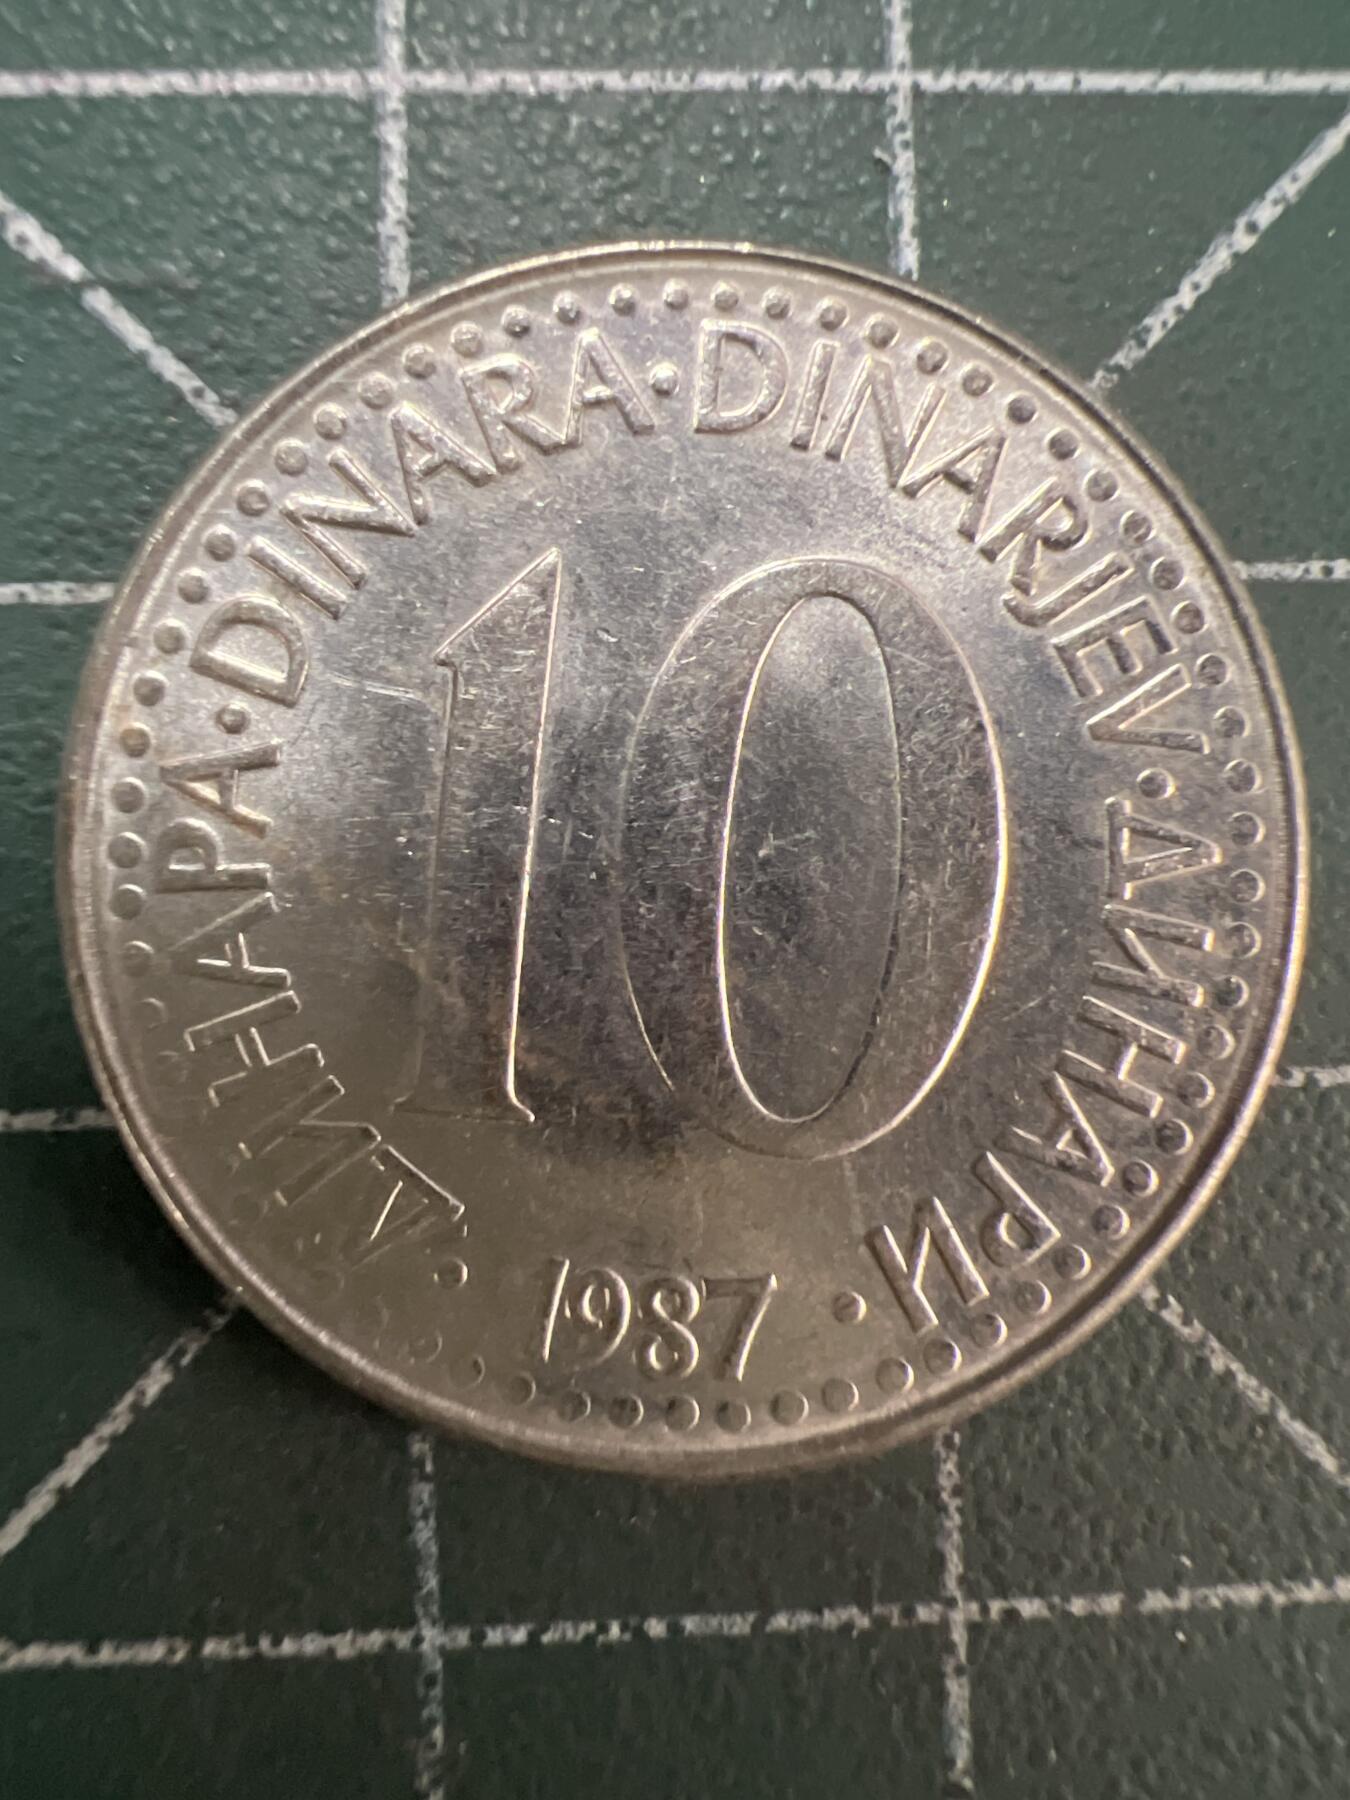 ДИНАРА · DINARA · DINARJEV · ДИНАРИ ·
10
1987